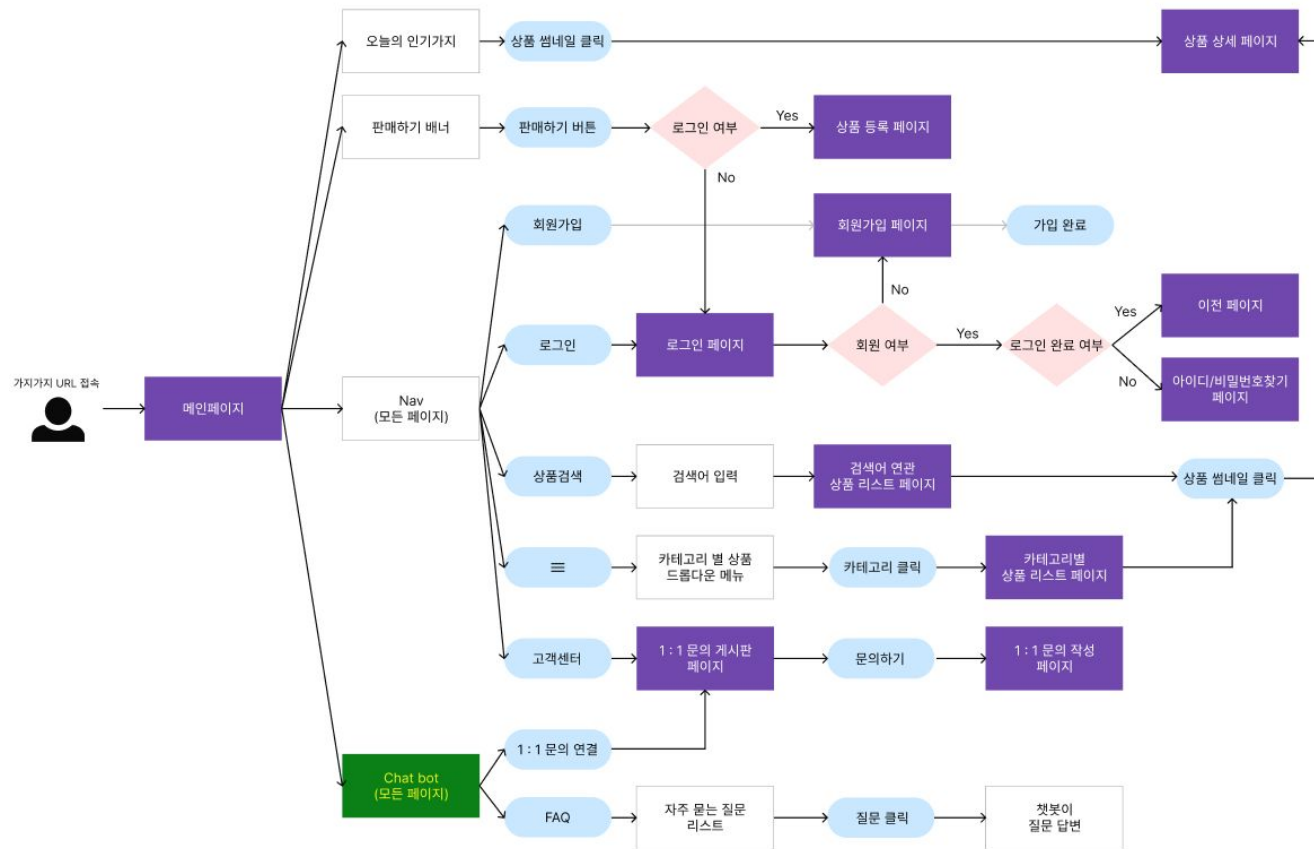 오늘의 인기가지
상품 썸네일 클릭
상품 상세 페이지
판매하기 배너
판매하기 버튼
로그인 여부
Yes
상품 등록 페이지
No
회원가입
회원가입 페이지
가입 완료
No
로그인
로그인 페이지
회원 여부
Yes
로그인 완료 여부
Yes
이전 페이지
No
아이디/비밀번호찾기
페이지
가지가지 URL 접속
메인페이지
Nav
(모든 페이지)
상품검색
검색어 입력
검색어 연관
상품 리스트 페이지
상품 썸네일 클릭
카테고리 별 상품
드롭다운 메뉴
카테고리 클릭
카테고리별
상품 리스트 페이지
고객센터
1 : 1 문의 게시판
페이지
문의하기
1 : 1 문의 작성
페이지
1 : 1 문의 연결
Chat bot
(모든 페이지)
FAQ
자주 묻는 질문
리스트
질문 클릭
챗봇이
질문 답변